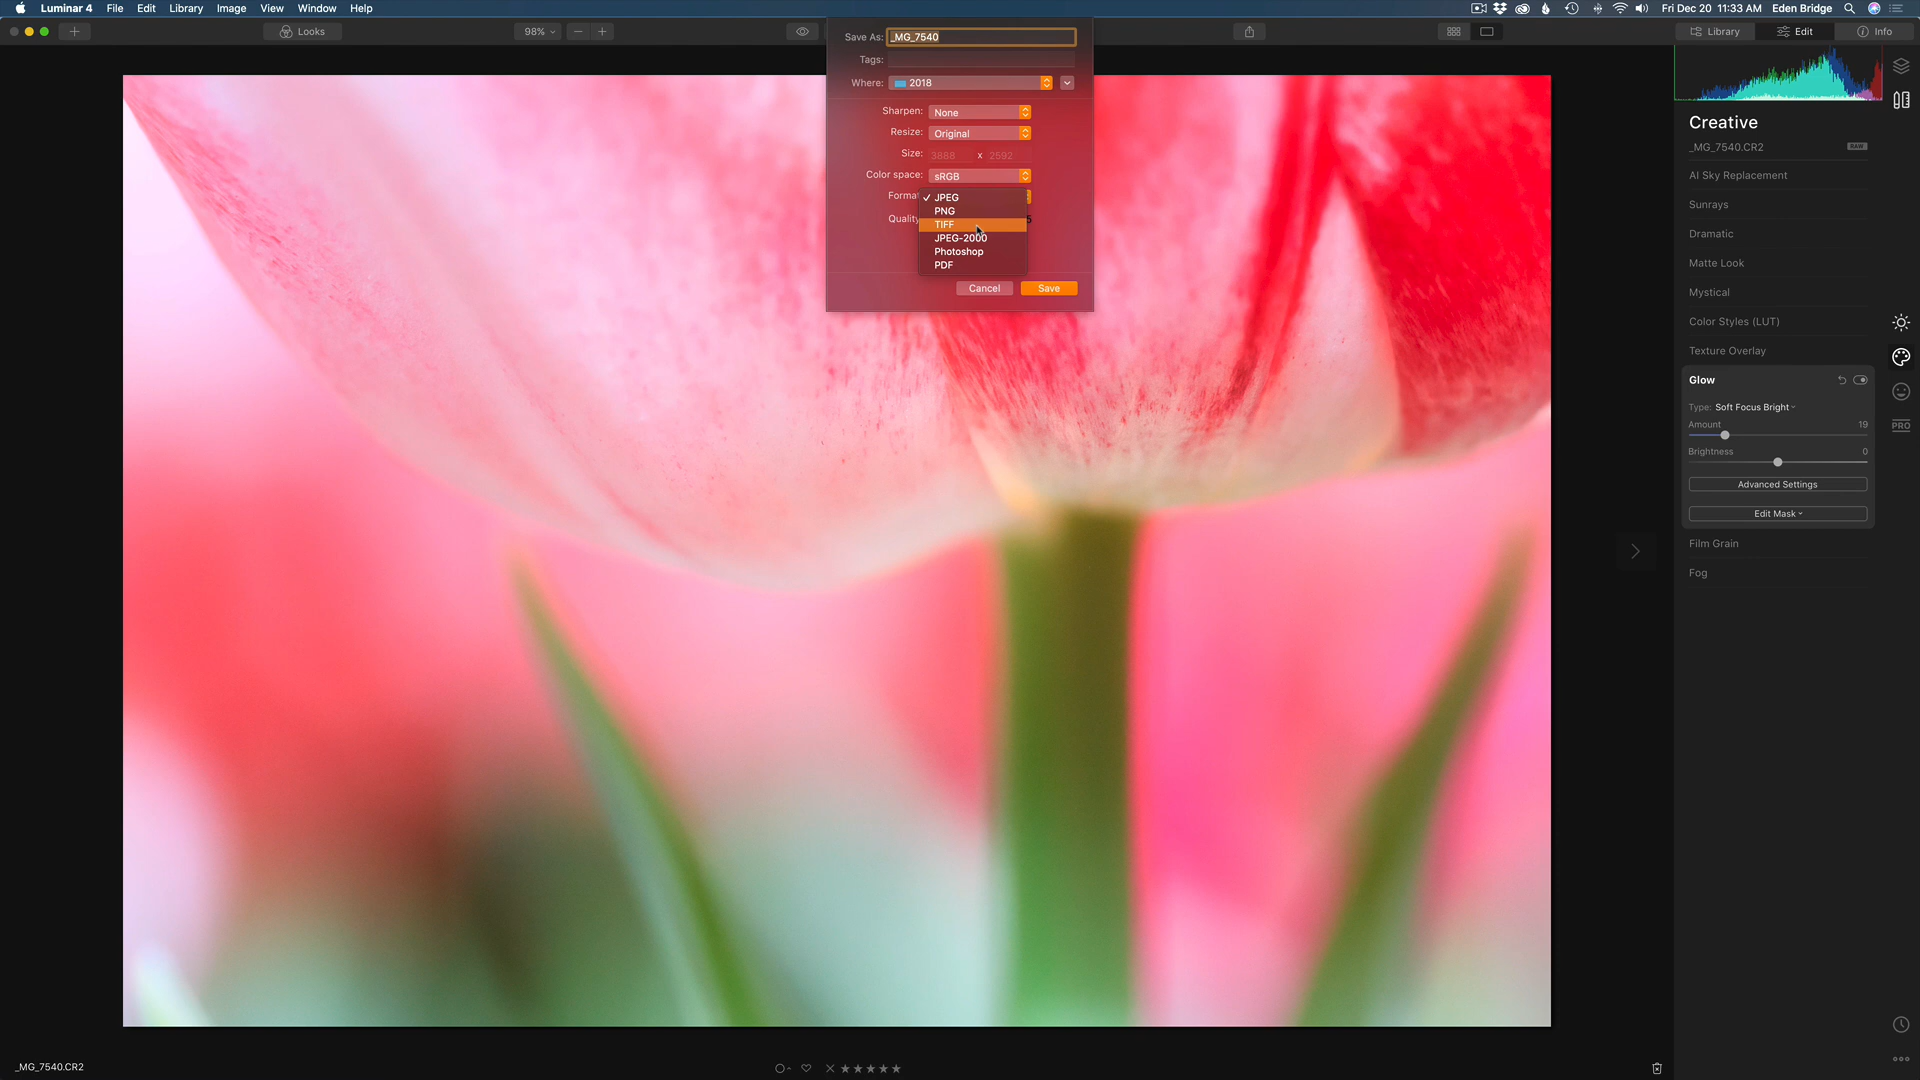 Luminar 4 File Edit Library Image View Window Help Fri Dec 20 11:33 AM Eden Bridge
Looks 98% Library Edit Info
Save As: _MG_7540
Tags:
Where: 2018
Sharpen: None
Resize: Original
Size: 3888 x 2592
Color space: sRGB
Forma JPEG
PNG
Quality 5
TIFF
JPEG-2000
Photoshop
PDF
Cancel Save
Creative
_MG_7540.CR2 RAW
AI Sky Replacement
Sunrays
Dramatic
Matte Look
Mystical
Color Styles (LUT)
Texture Overlay
Glow
Type: Soft Focus Bright
Amount 19
Brightness 0
Advanced Settings
Edit Mask
Film Grain
Fog
PRO
_MG_7540.CR2